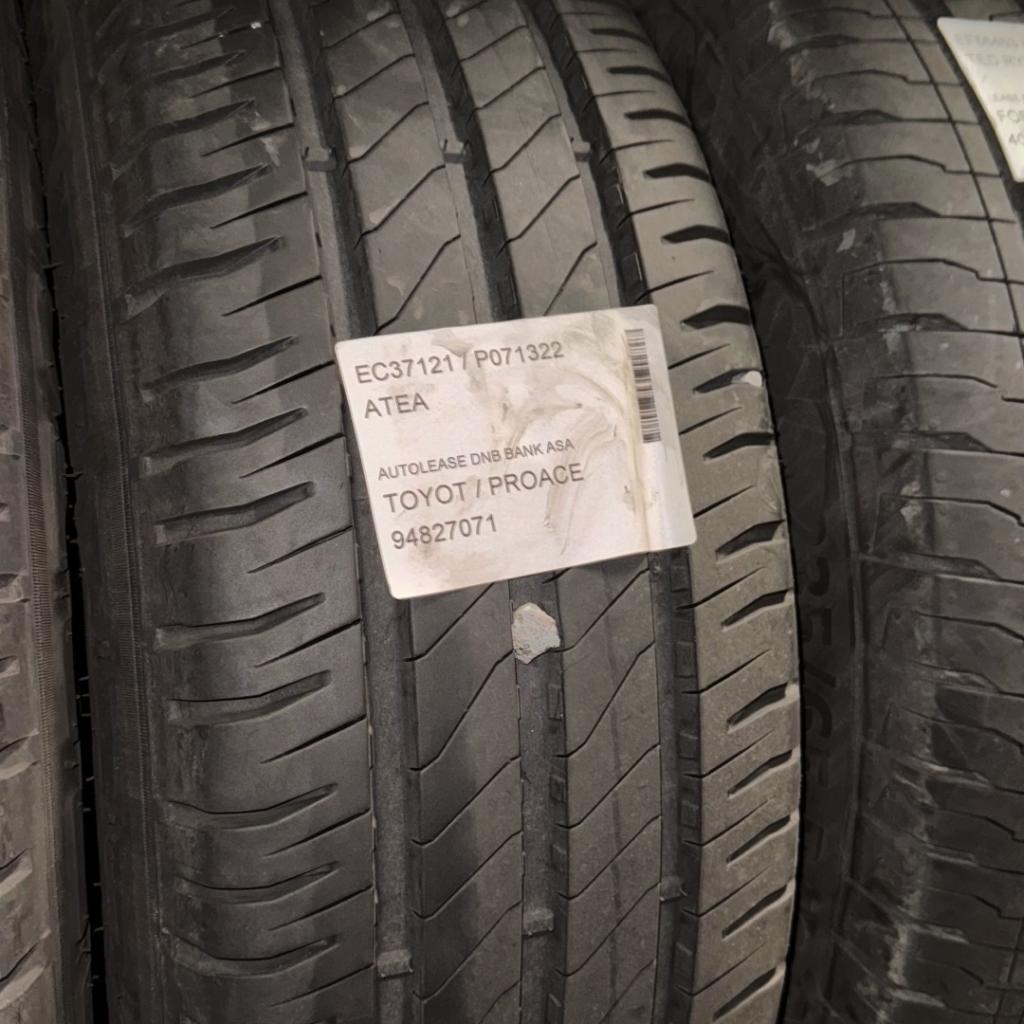 EC37121 / P071322
ATEA
AUTOLEASE DNB BANK ASA
TOYOT / PROACE
94827071